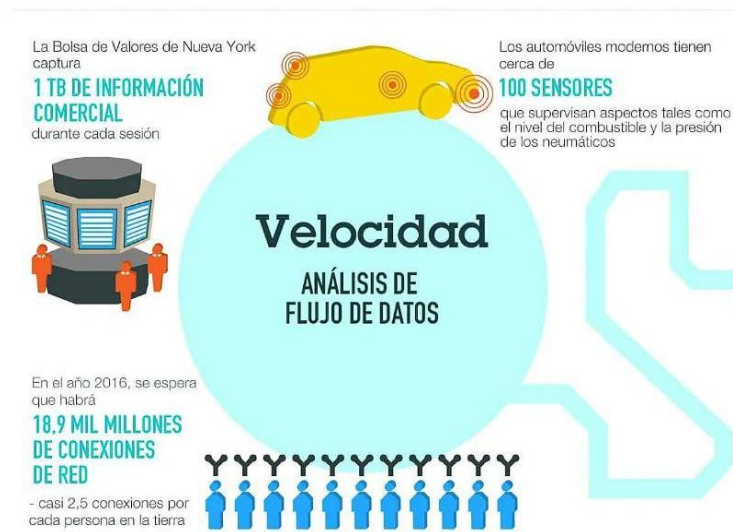 La Bolsa de Valores de Nueva York
captura
1 TB DE INFORMACIÓN
COMERCIAL
durante cada sesión
Los automóviles modernos tienen
cerca de
100 SENSORES
que supervisan aspectos tales como
el nivel del combustible y la presión
de los neumáticos
Velocidad
ANÁLISIS DE
FLUJO DE DATOS
En el año 2016, se espera
que habrá
18,9 MIL MILLONES
DE CONEXIONES
DE RED
- casi 2,5 conexiones por
cada persona en la tierra